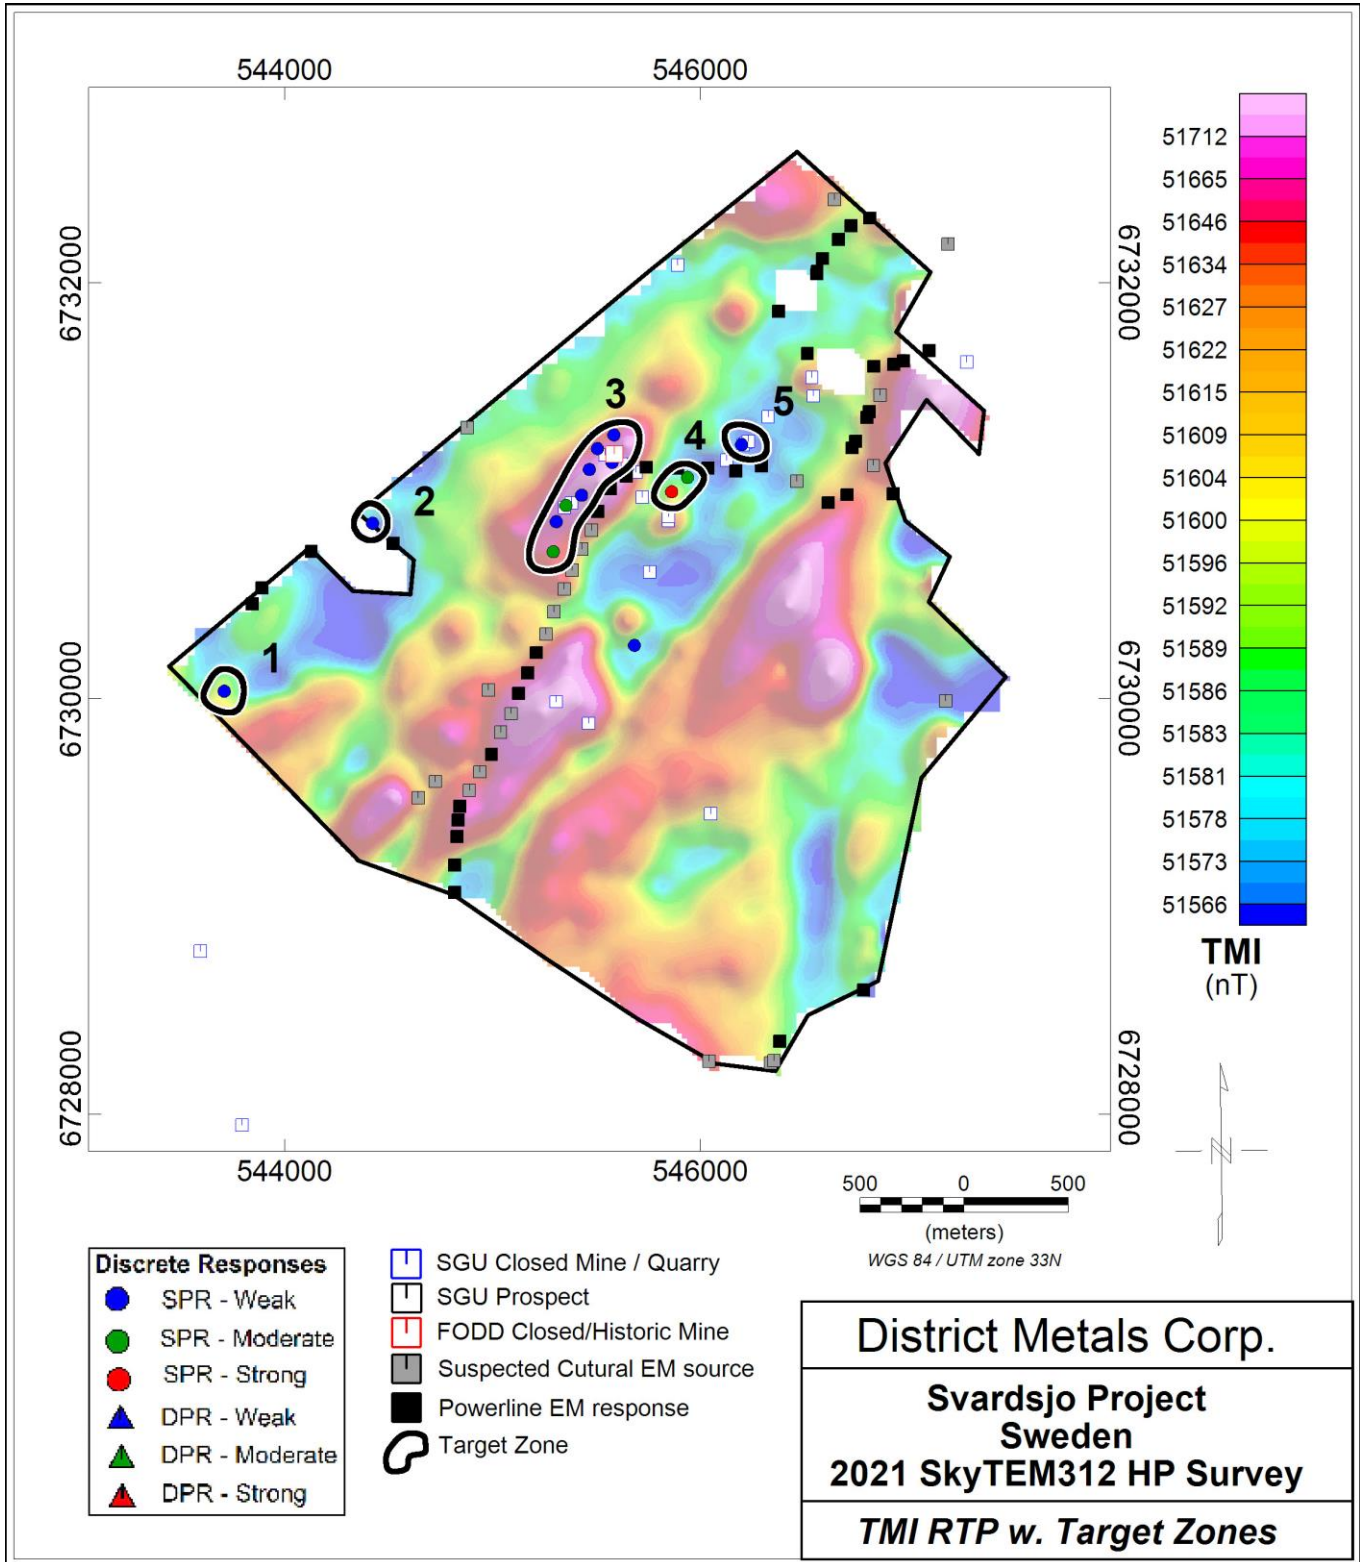 544000
546000
6732000
6732000
6730000
6730000
6728000
6728000
544000
546000
1
2
3
4
5
51712
51665
51646
51634
51627
51622
51615
51609
51604
51600
51596
51592
51589
51586
51583
51581
51578
51573
51566
TMI
(nT)
N
500 0 500
(meters)
WGS 84 / UTM zone 33N
Discrete Responses
SPR - Weak
SPR - Moderate
SPR - Strong
DPR - Weak
DPR - Moderate
DPR - Strong
SGU Closed Mine / Quarry
SGU Prospect
FODD Closed/Historic Mine
Suspected Cutural EM source
Powerline EM response
Target Zone
District Metals Corp.
Svardsjo Project
Sweden
2021 SkyTEM312 HP Survey
TMI RTP w. Target Zones